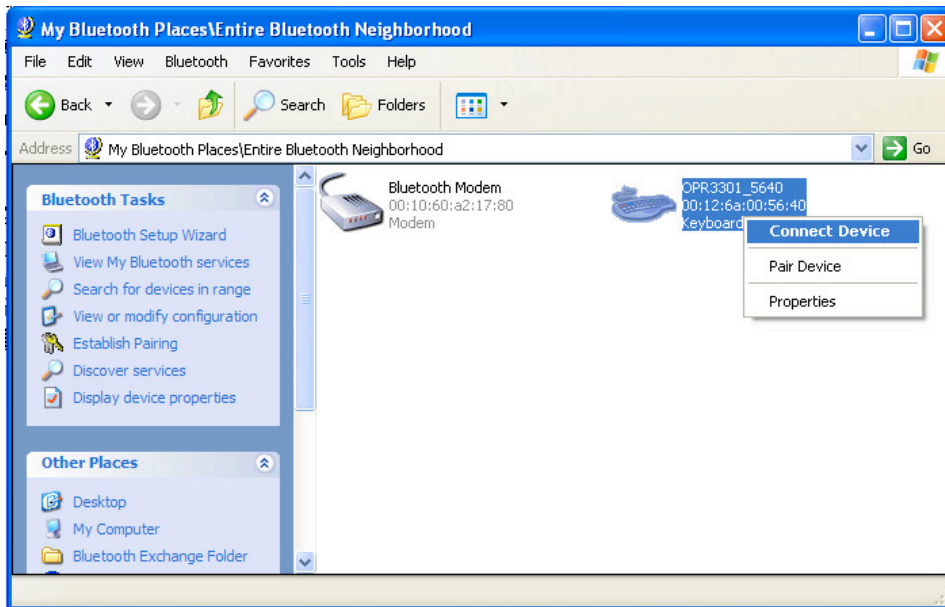 My Bluetooth Places\Entire Bluetooth Neighborhood
File Edit View Bluetooth Favorites Tools Help
Back Search Folders
Address My Bluetooth Places\Entire Bluetooth Neighborhood Go
Bluetooth Tasks
Bluetooth Setup Wizard
View My Bluetooth services
Search for devices in range
View or modify configuration
Establish Pairing
Discover services
Display device properties
Other Places
Desktop
My Computer
Bluetooth Exchange Folder
Bluetooth Modem
00:10:60:a2:17:80
Modem
OPR3301_5640
00:12:6a:00:56:40
Keyboard
Connect Device
Pair Device
Properties